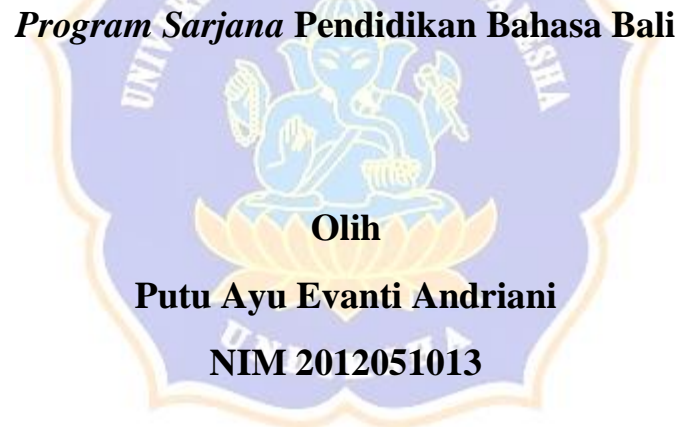 Program Sarjana Pendidikan Bahasa Bali
Olih
Putu Ayu Evanti Andriani
NIM 2012051013